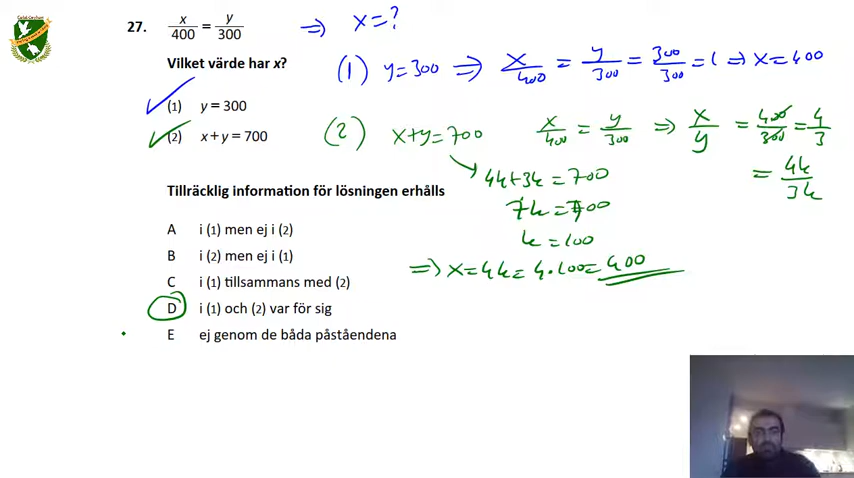 27. x/400 = y/300 => x=?
Vilket värde har x?
(1) y = 300
(2) x + y = 700
(1) y=300 => x/400 = y/300 = 300/300 = 1 => x=400
(2) x+y=700 x/400 = y/300 => x/y = 400/300 = 4/3
= 4k/3k
4k+3k=700
7k=700
k=100
=> x=4k=4·100=400
Tillräcklig information för lösningen erhålls
A i (1) men ej i (2)
B i (2) men ej i (1)
C i (1) tillsammans med (2)
D i (1) och (2) var för sig
E ej genom de båda påståendena